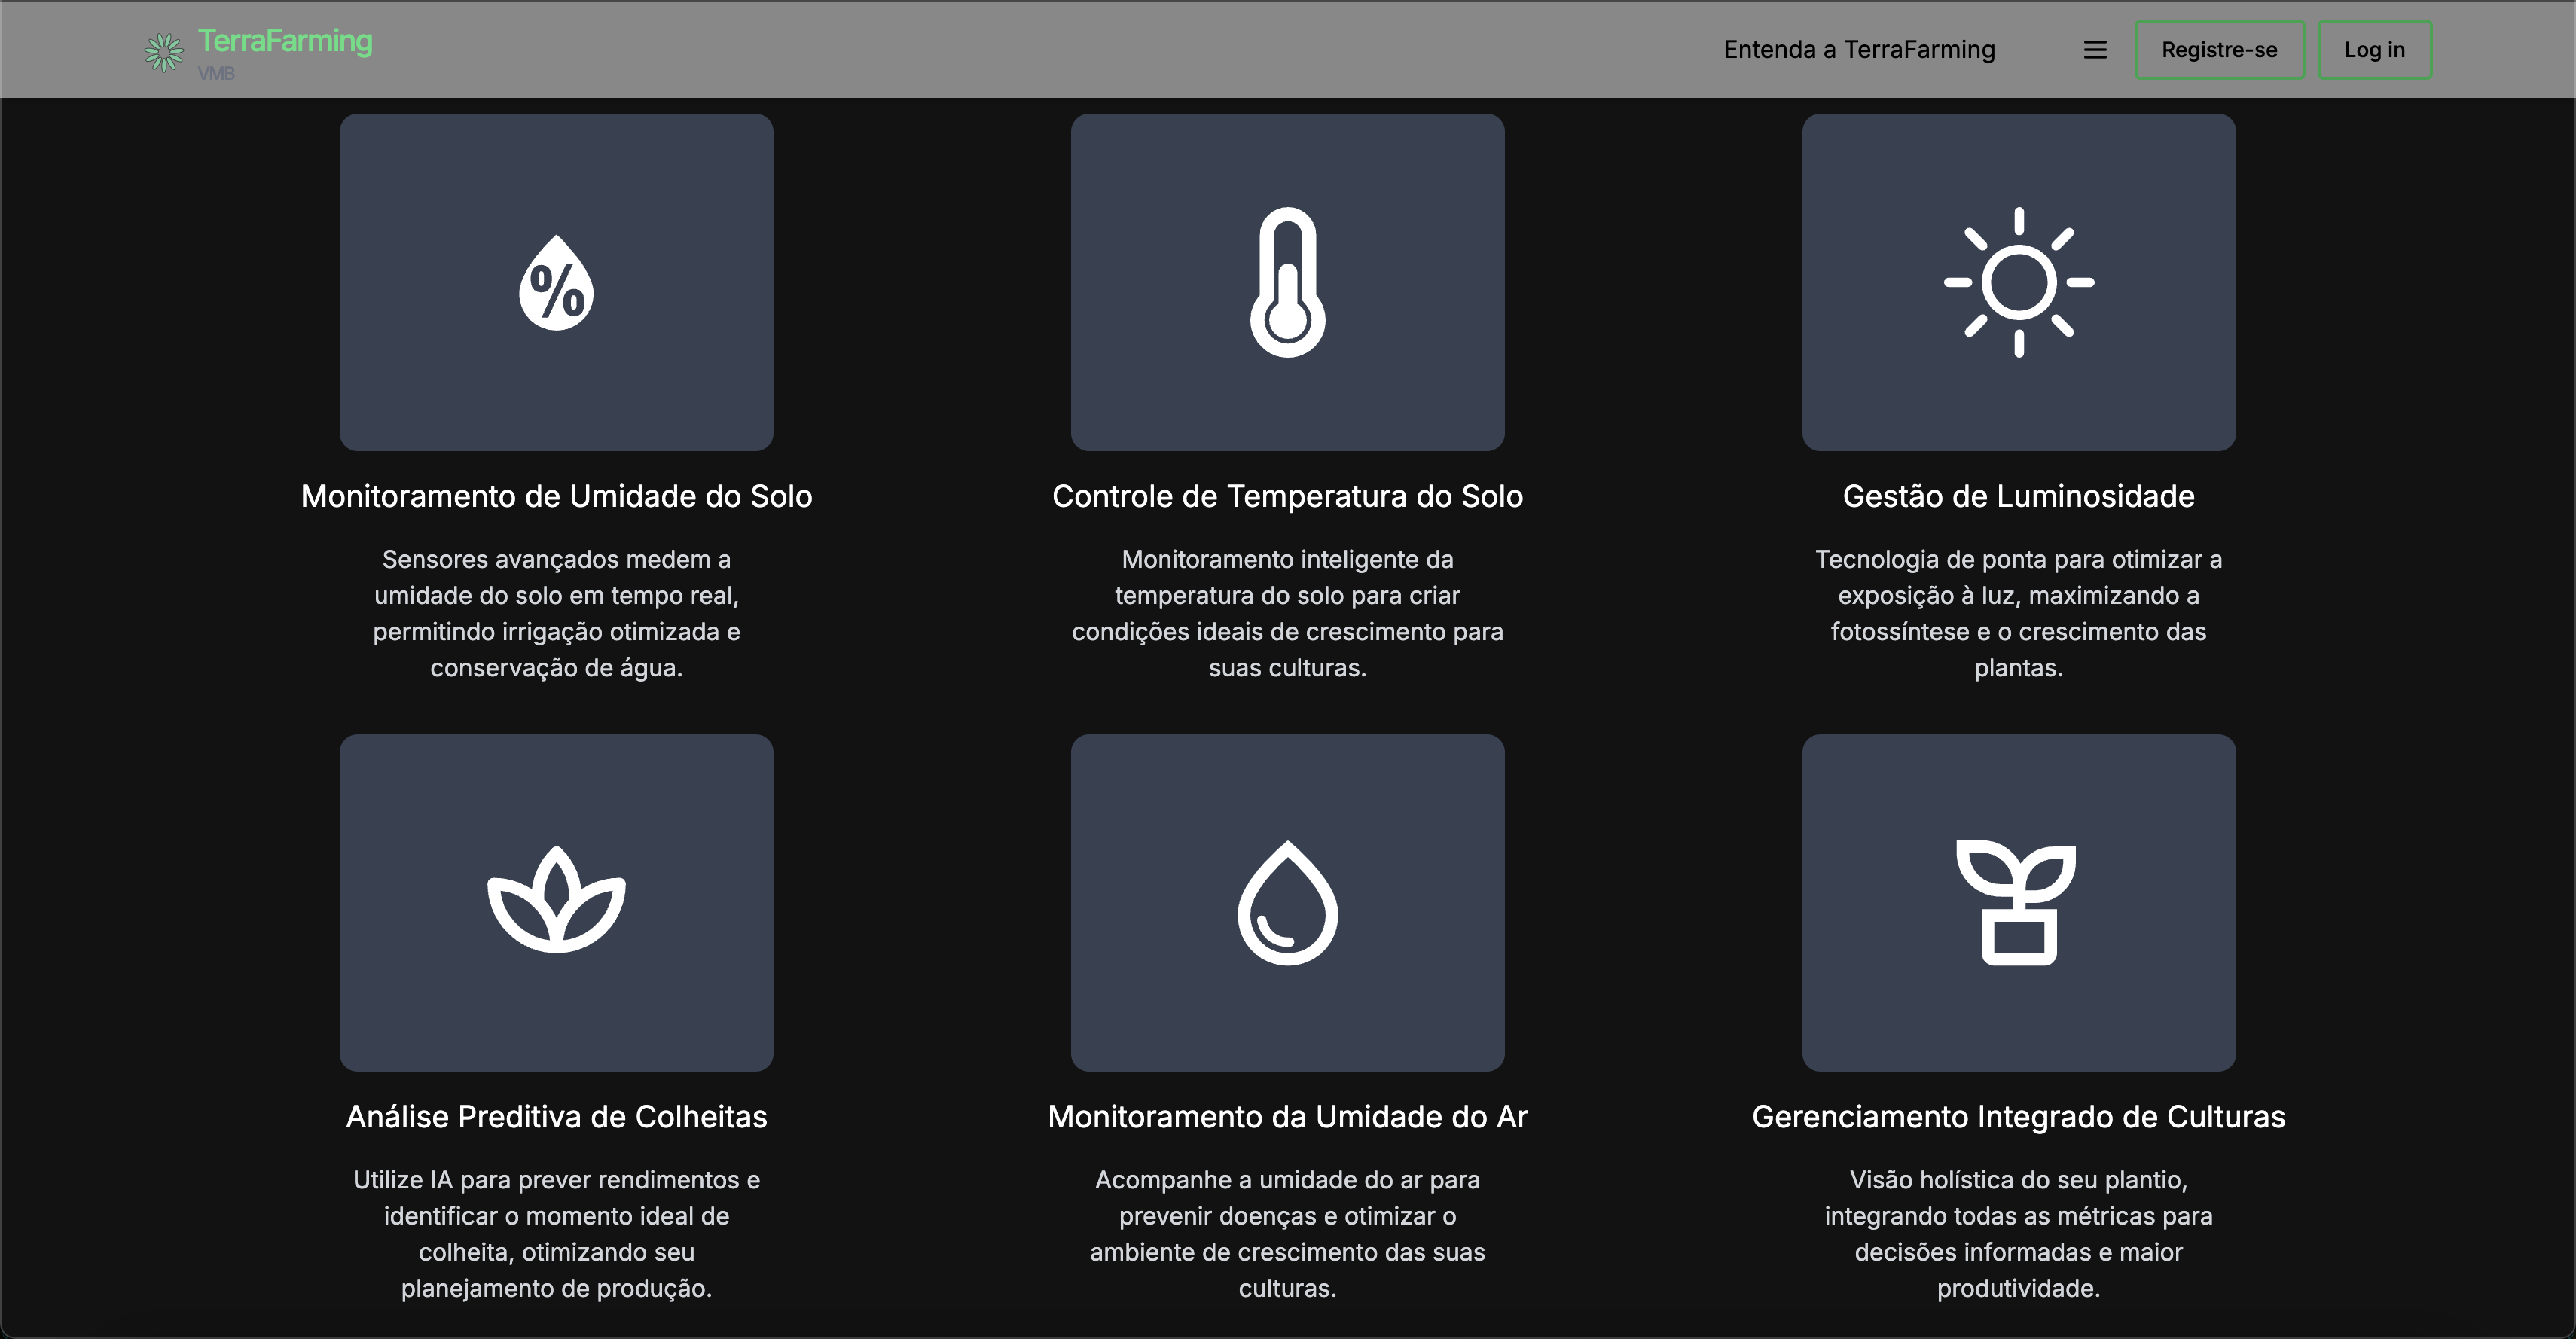 TerraFarming
VMB
Entenda a TerraFarming
Registre-se
Log in
%
Monitoramento de Umidade do Solo
Sensores avançados medem a
umidade do solo em tempo real,
permitindo irrigação otimizada e
conservação de água.
Controle de Temperatura do Solo
Monitoramento inteligente da
temperatura do solo para criar
condições ideais de crescimento para
suas culturas.
Gestão de Luminosidade
Tecnologia de ponta para otimizar a
exposição à luz, maximizando a
fotossíntese e o crescimento das
plantas.
Análise Preditiva de Colheitas
Utilize IA para prever rendimentos e
identificar o momento ideal de
colheita, otimizando seu
planejamento de produção.
Monitoramento da Umidade do Ar
Acompanhe a umidade do ar para
prevenir doenças e otimizar o
ambiente de crescimento das suas
culturas.
Gerenciamento Integrado de Culturas
Visão holística do seu plantio,
integrando todas as métricas para
decisões informadas e maior
produtividade.